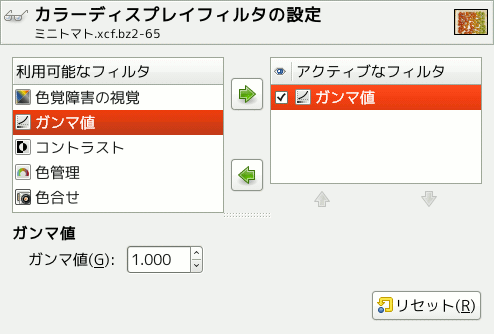 カラーディスプレイフィルタの設定
ミニトマト.xcf.bz2-65
利用可能なフィルタ
色覚障害の視覚
ガンマ値
コントラスト
色管理
色合せ
アクティブなフィルタ
ガンマ値
ガンマ値
ガンマ値(G): 1.000
リセット(R)